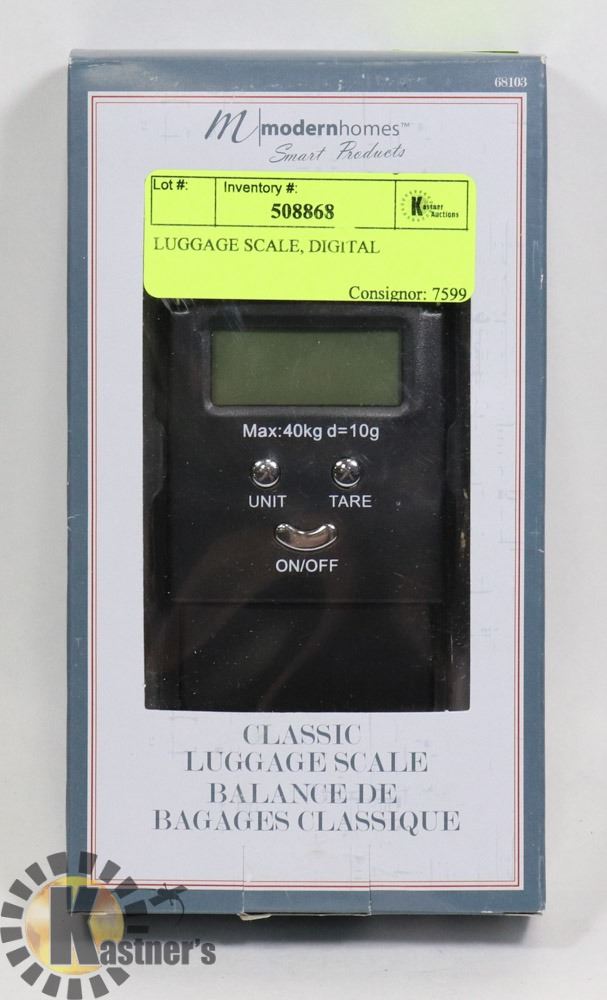 68103
M modernhomes™
Smart Products
Lot #: Inventory #:
508868
Kastner Auctions
LUGGAGE SCALE, DIGITAL
Consignor: 7599
Max:40kg d=10g
UNIT TARE
ON/OFF
CLASSIC
LUGGAGE SCALE
BALANCE DE
BAGAGES CLASSIQUE
Kastner's